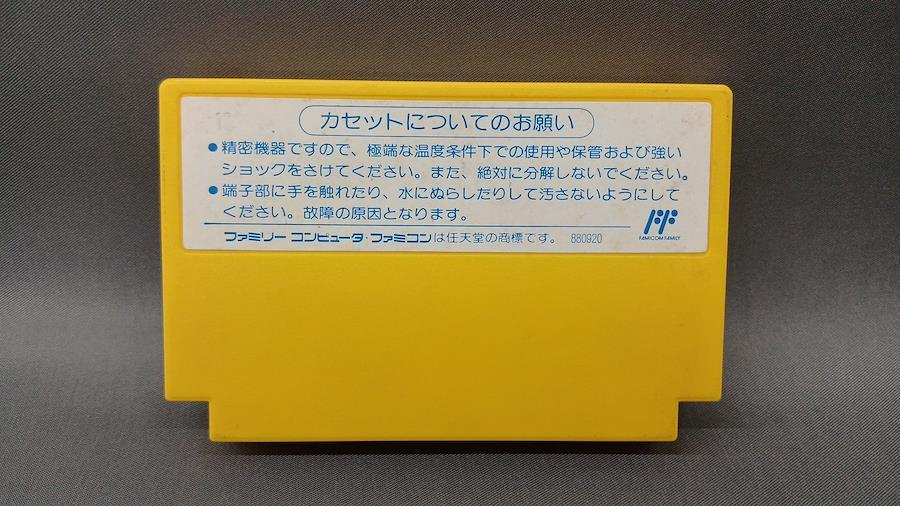 カセットについてのお願い
●精密機器ですので、極端な温度条件下での使用や保管および強い
ショックをさけてください。また、絶対に分解しないでください。
●端子部に手を触れたり、水にぬらしたりして汚さないようにして
ください。故障の原因となります。
ファミリー コンピュータ・ファミコンは任天堂の商標です。 880920
FAMICOM FAMILY